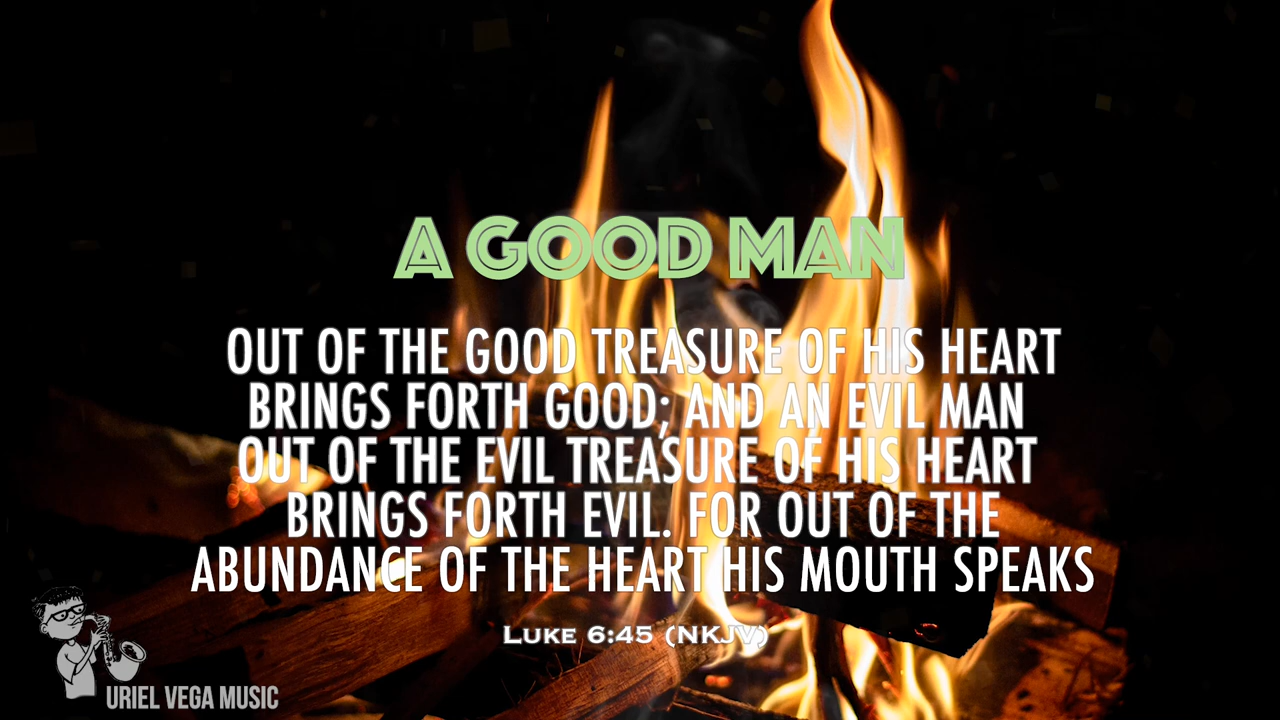 A GOOD MAN
OUT OF THE GOOD TREASURE OF HIS HEART
BRINGS FORTH GOOD; AND AN EVIL MAN
OUT OF THE EVIL TREASURE OF HIS HEART
BRINGS FORTH EVIL. FOR OUT OF THE
ABUNDANCE OF THE HEART HIS MOUTH SPEAKS
Luke 6:45 (NKJV)
URIEL VEGA MUSIC